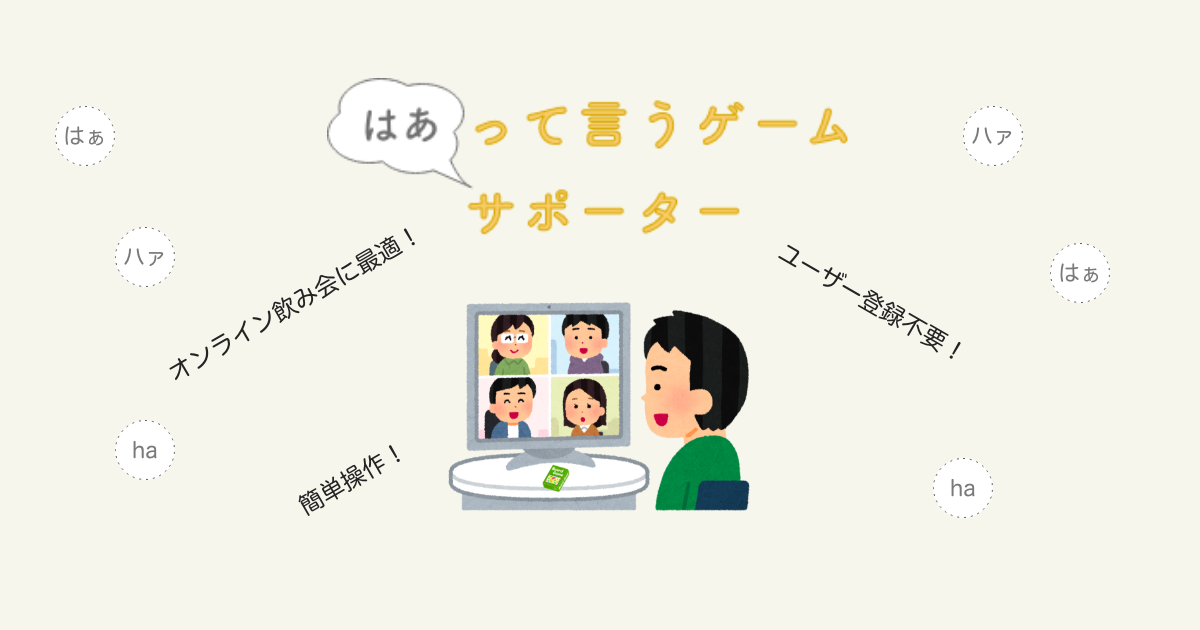 はあって言うゲーム
サポーター
はぁ
ハァ
ハァ
はぁ
オンライン飲み会に最適！
ユーザー登録不要！
簡単操作！
ha
ha